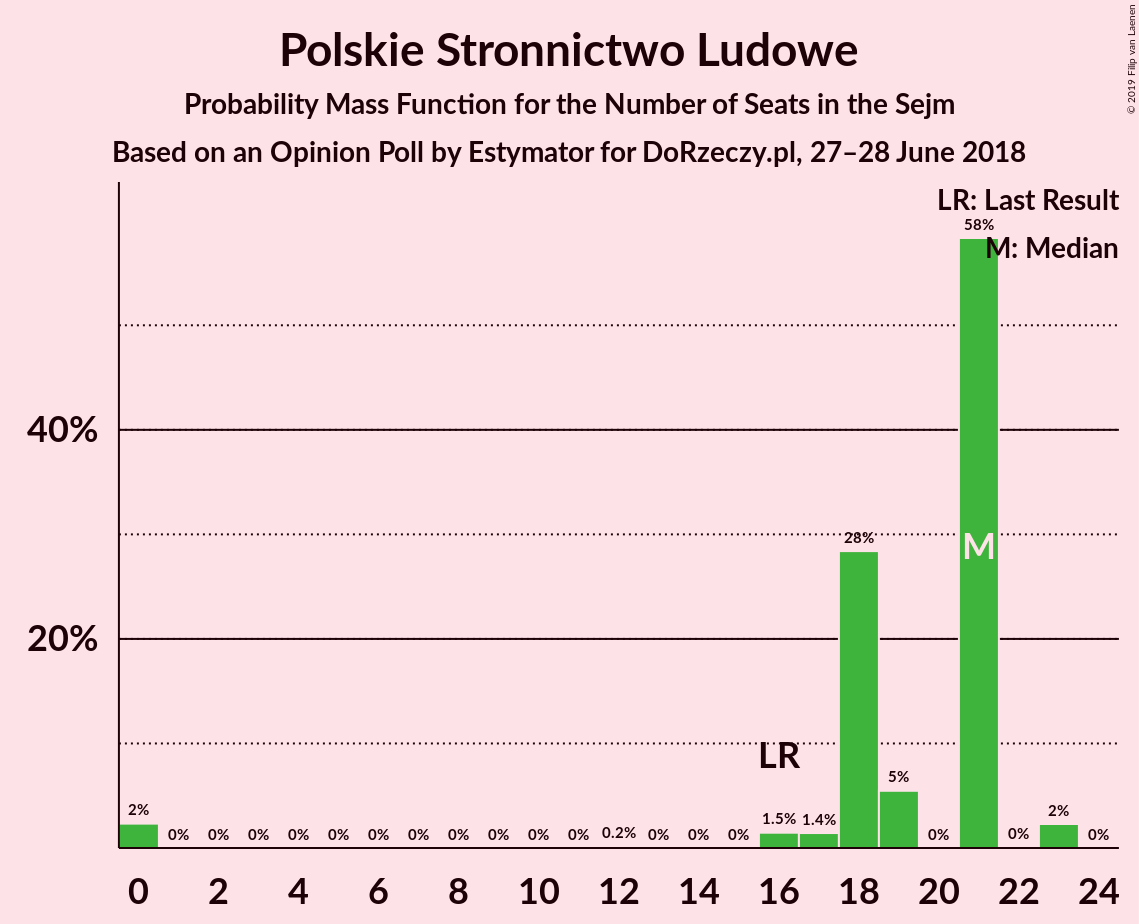 Polskie Stronnictwo Ludowe
Probability Mass Function for the Number of Seats in the Sejm
Based on an Opinion Poll by Estymator for DoRzeczy.pl, 27–28 June 2018
© 2019 Filip van Laenen
LR: Last Result
M: Median
58%
40%
28%
M
20%
LR
2% 0% 0% 0% 0% 0% 0% 0% 0% 0% 0% 0% 0.2% 0% 0% 0% 1.5% 1.4% 5% 0% 0% 2% 0%
0 2 4 6 8 10 12 14 16 18 20 22 24